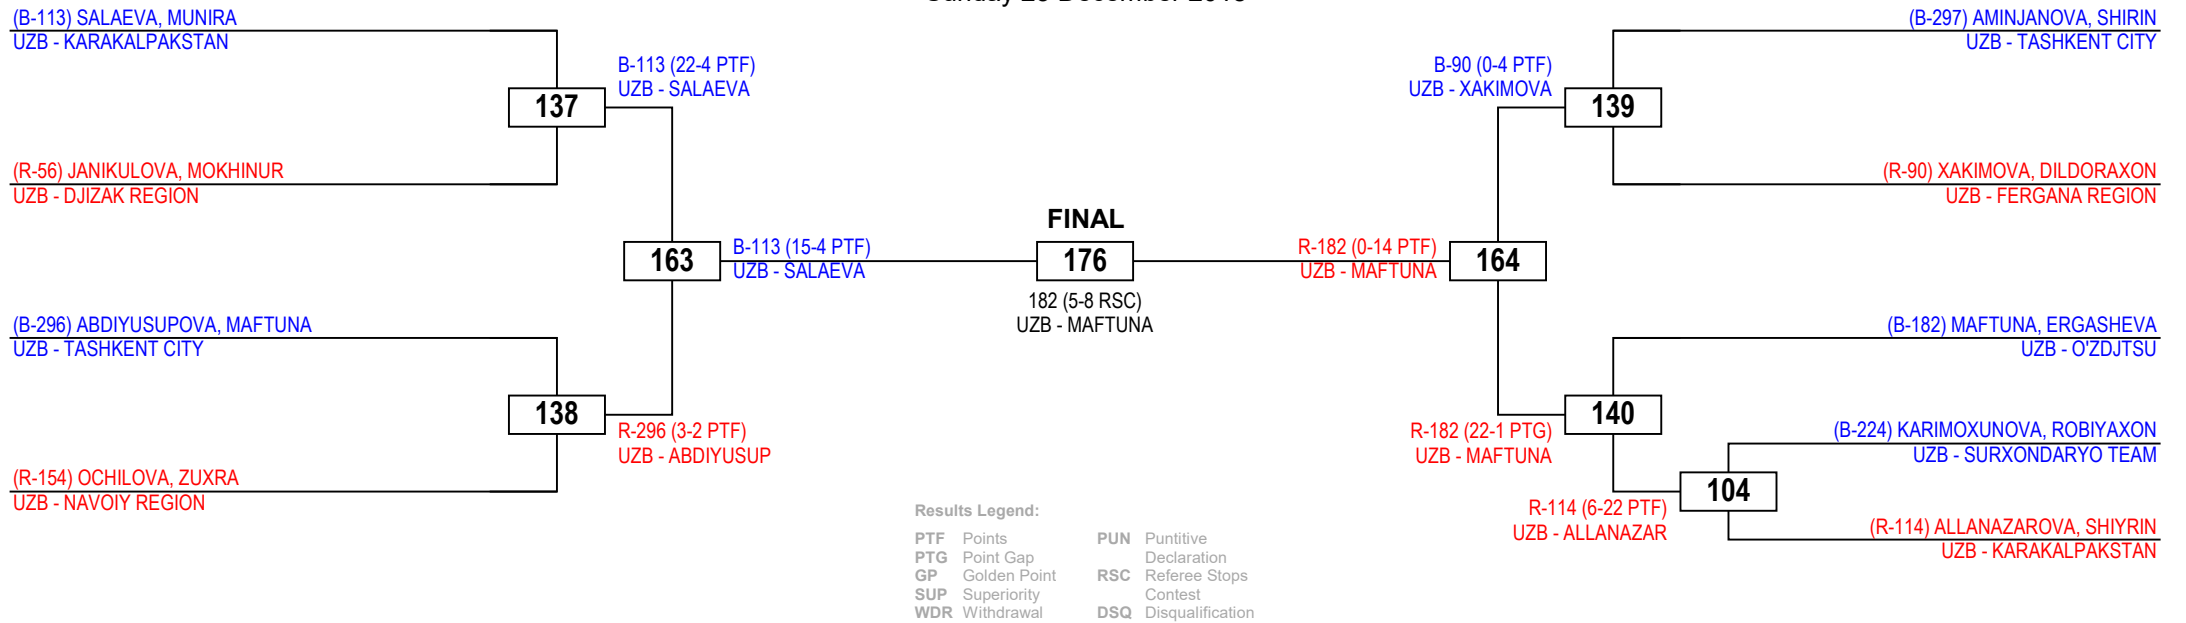 (B-113) SALAEVA, MUNIRA
UZB - KARAKALPAKSTAN
(B-297) AMINJANOVA, SHIRIN
UZB - TASHKENT CITY
B-113 (22-4 PTF)
UZB - SALAEVA
B-90 (0-4 PTF)
UZB - XAKIMOVA
137
139
(R-56) JANIKULOVA, MOKHINUR
UZB - DJIZAK REGION
(R-90) XAKIMOVA, DILDORAXON
UZB - FERGANA REGION
FINAL
163
B-113 (15-4 PTF)
UZB - SALAEVA
176
R-182 (0-14 PTF)
UZB - MAFTUNA
164
182 (5-8 RSC)
UZB - MAFTUNA
(B-296) ABDIYUSUPOVA, MAFTUNA
UZB - TASHKENT CITY
(B-182) MAFTUNA, ERGASHEVA
UZB - O'ZDJTSU
138
140
R-296 (3-2 PTF)
UZB - ABDIYUSUP
R-182 (22-1 PTG)
UZB - MAFTUNA
(B-224) KARIMOXUNOVA, ROBIYAXON
UZB - SURXONDARYO TEAM
(R-154) OCHILOVA, ZUXRA
UZB - NAVOIY REGION
104
R-114 (6-22 PTF)
UZB - ALLANAZAR
(R-114) ALLANAZAROVA, SHIYRIN
UZB - KARAKALPAKSTAN
Results Legend:
PTF Points PUN Puntitive
PTG Point Gap Declaration
GP Golden Point RSC Referee Stops
SUP Superiority Contest
WDR Withdrawal DSQ Disqualification